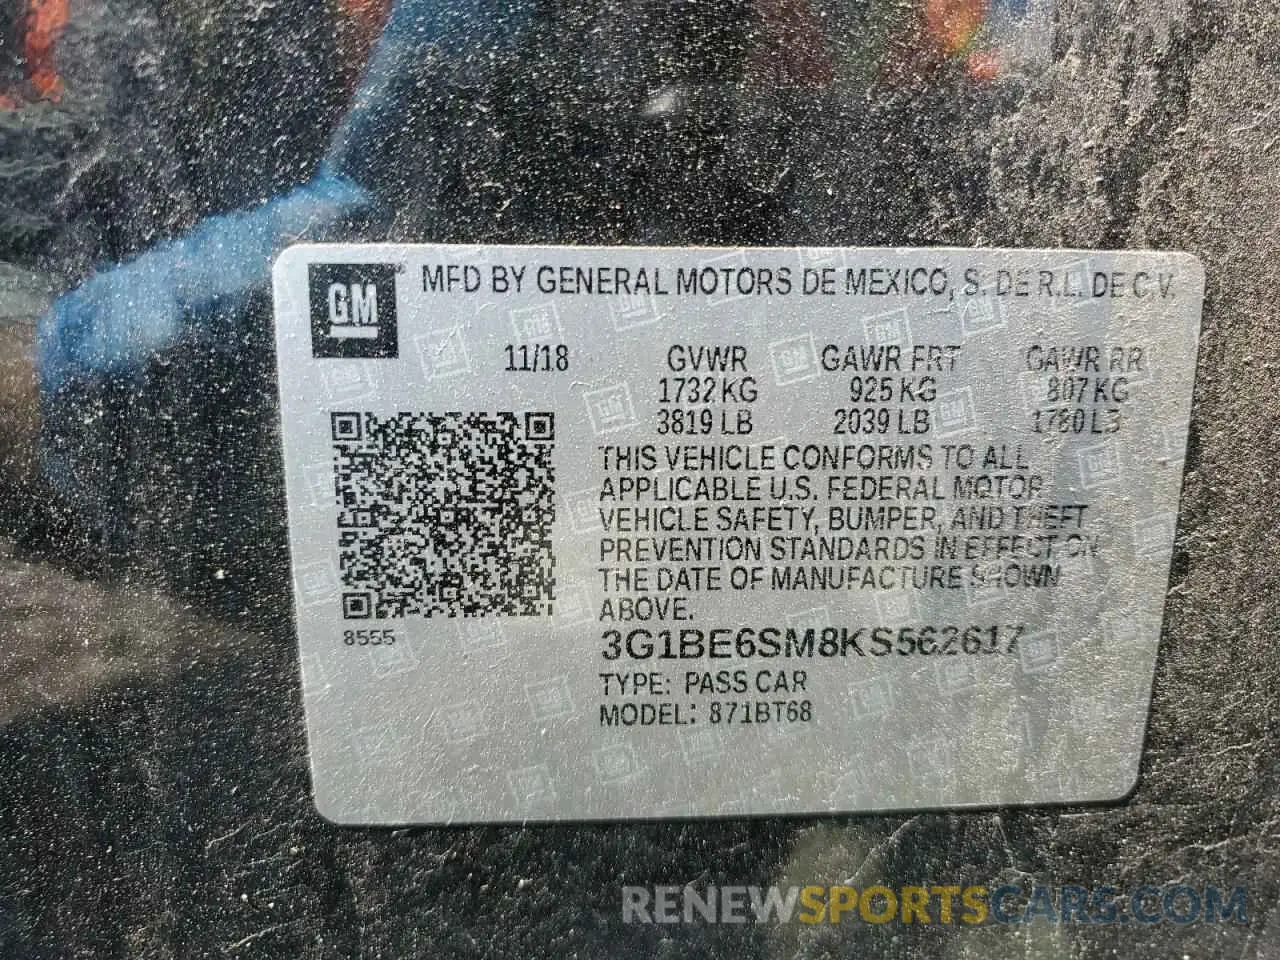 GM® MFD BY GENERAL MOTORS DE MEXICO, S. DE R.L. DE C.V.
11/18 GVWR GAWR FRT GAWR RR
1732 KG 925 KG 807 KG
3819 LB 2039 LB 1780 LB
THIS VEHICLE CONFORMS TO ALL
APPLICABLE U.S. FEDERAL MOTOR
VEHICLE SAFETY, BUMPER, AND THEFT
PREVENTION STANDARDS IN EFFECT ON
THE DATE OF MANUFACTURE SHOWN
ABOVE.
8555
3G1BE6SM8KS562617
TYPE: PASS CAR
MODEL: 871BT68
RENEWSPORTSCARS.COM